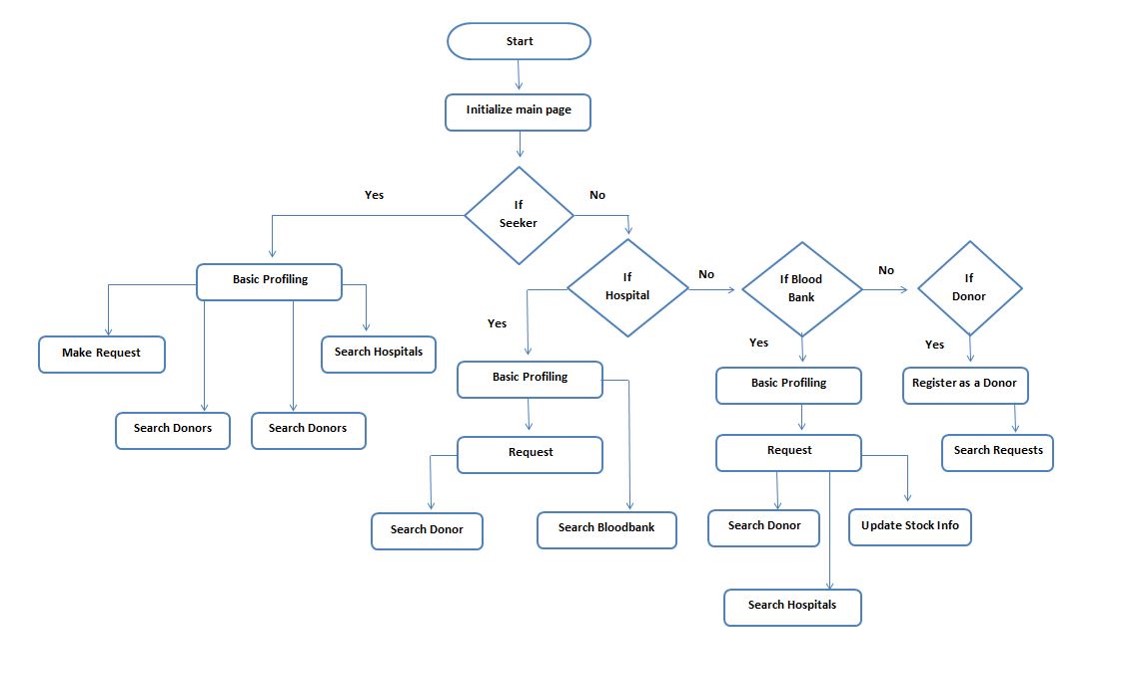 Start
Initialize main page
Yes
No
If
Seeker
Basic Profiling
If
Hospital
No
If Blood
Bank
No
If
Donor
Make Request
Search Hospitals
Yes
Yes
Yes
Basic Profiling
Basic Profiling
Register as a Donor
Search Donors
Search Donors
Request
Request
Search Requests
Search Donor
Search Bloodbank
Search Donor
Update Stock Info
Search Hospitals